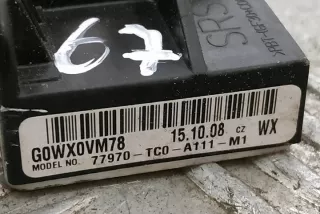 67
SRS
G0WX0VM78 15.10.08 CZ WX
MODEL NO. 77970-TC0-A111-M1